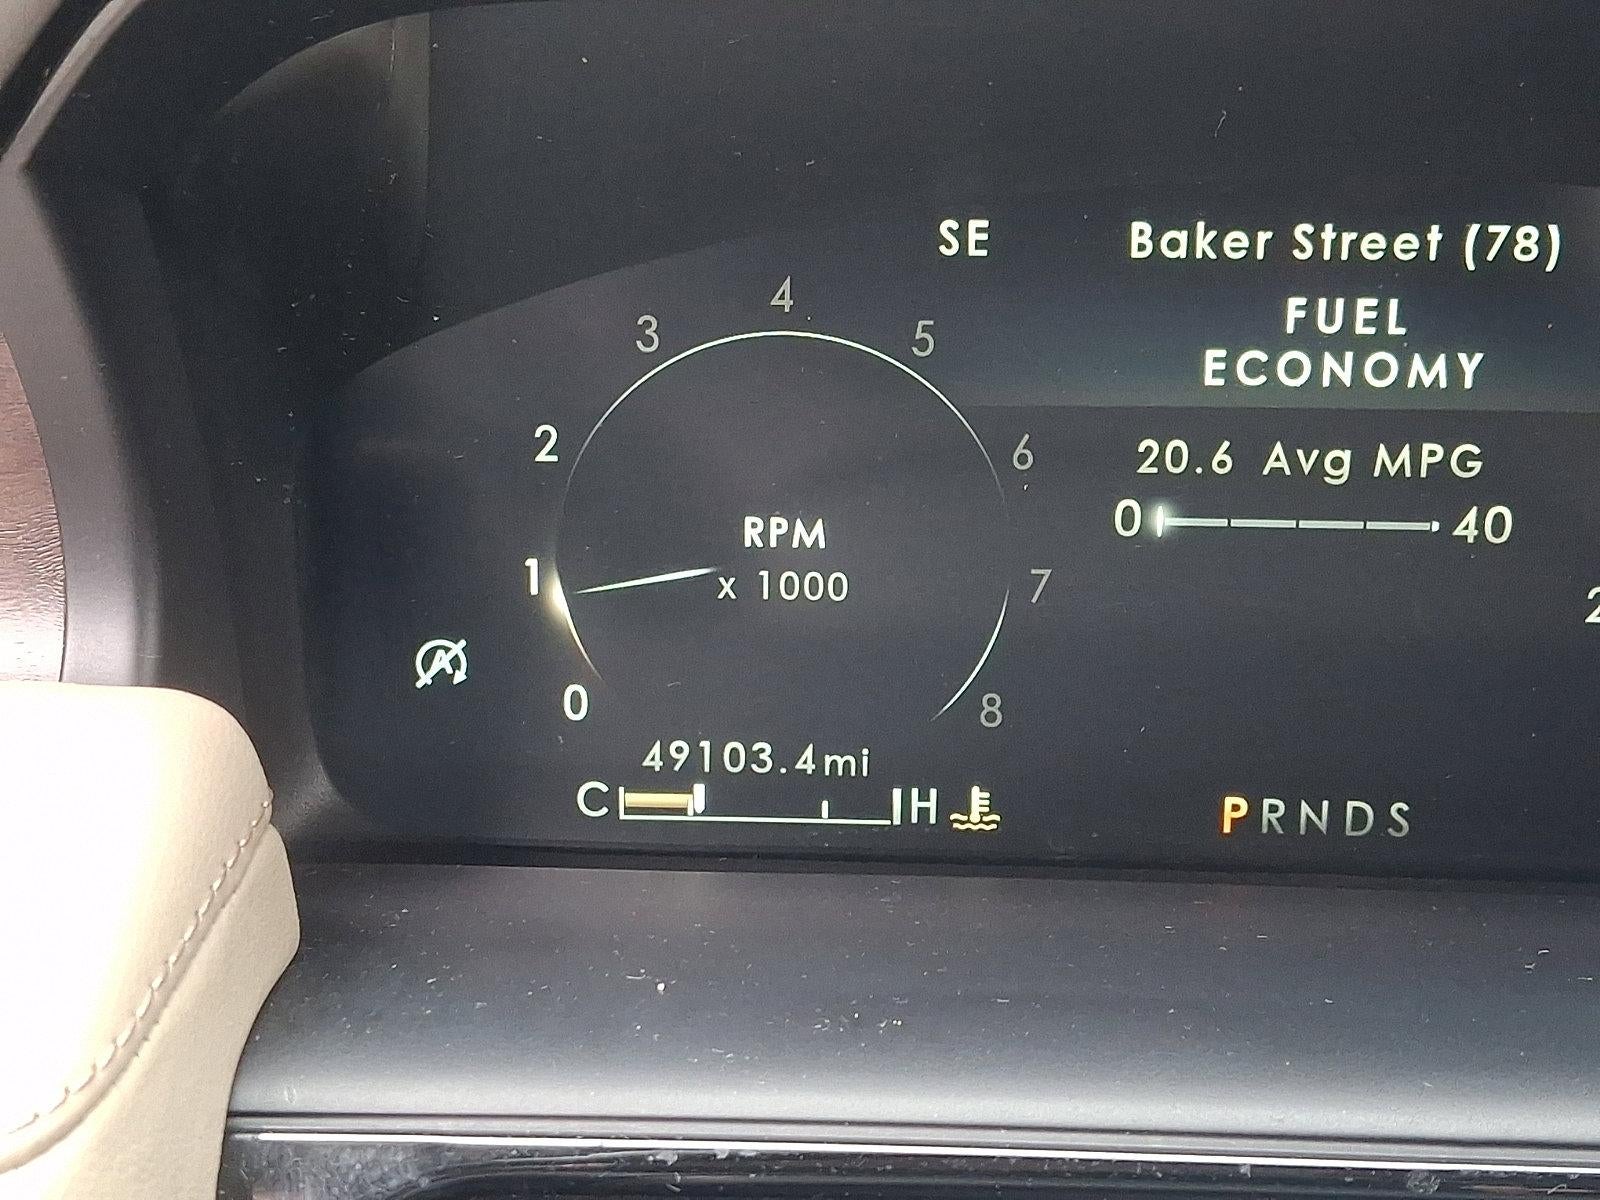 SE
Baker Street (78)
FUEL
ECONOMY
20.6 Avg MPG
0 40
RPM
x 1000
0
1
2
3
4
5
6
7
8
A
49103.4mi
C H
PRNDS
2